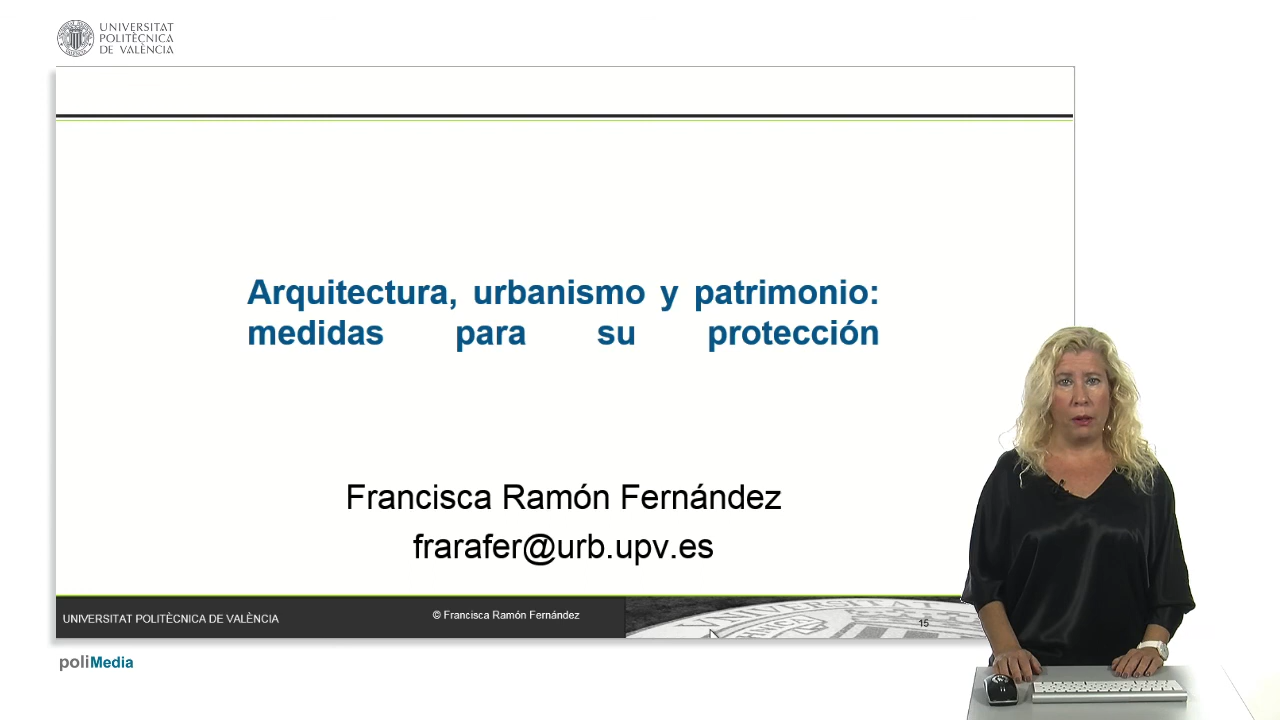 UNIVERSITAT
POLITÈCNICA
DE VALÈNCIA
Arquitectura, urbanismo y patrimonio:
medidas para su protección
Francisca Ramón Fernández
frarafer@urb.upv.es
UNIVERSITAT POLITÈCNICA DE VALÈNCIA
© Francisca Ramón Fernández
15
poliMedia